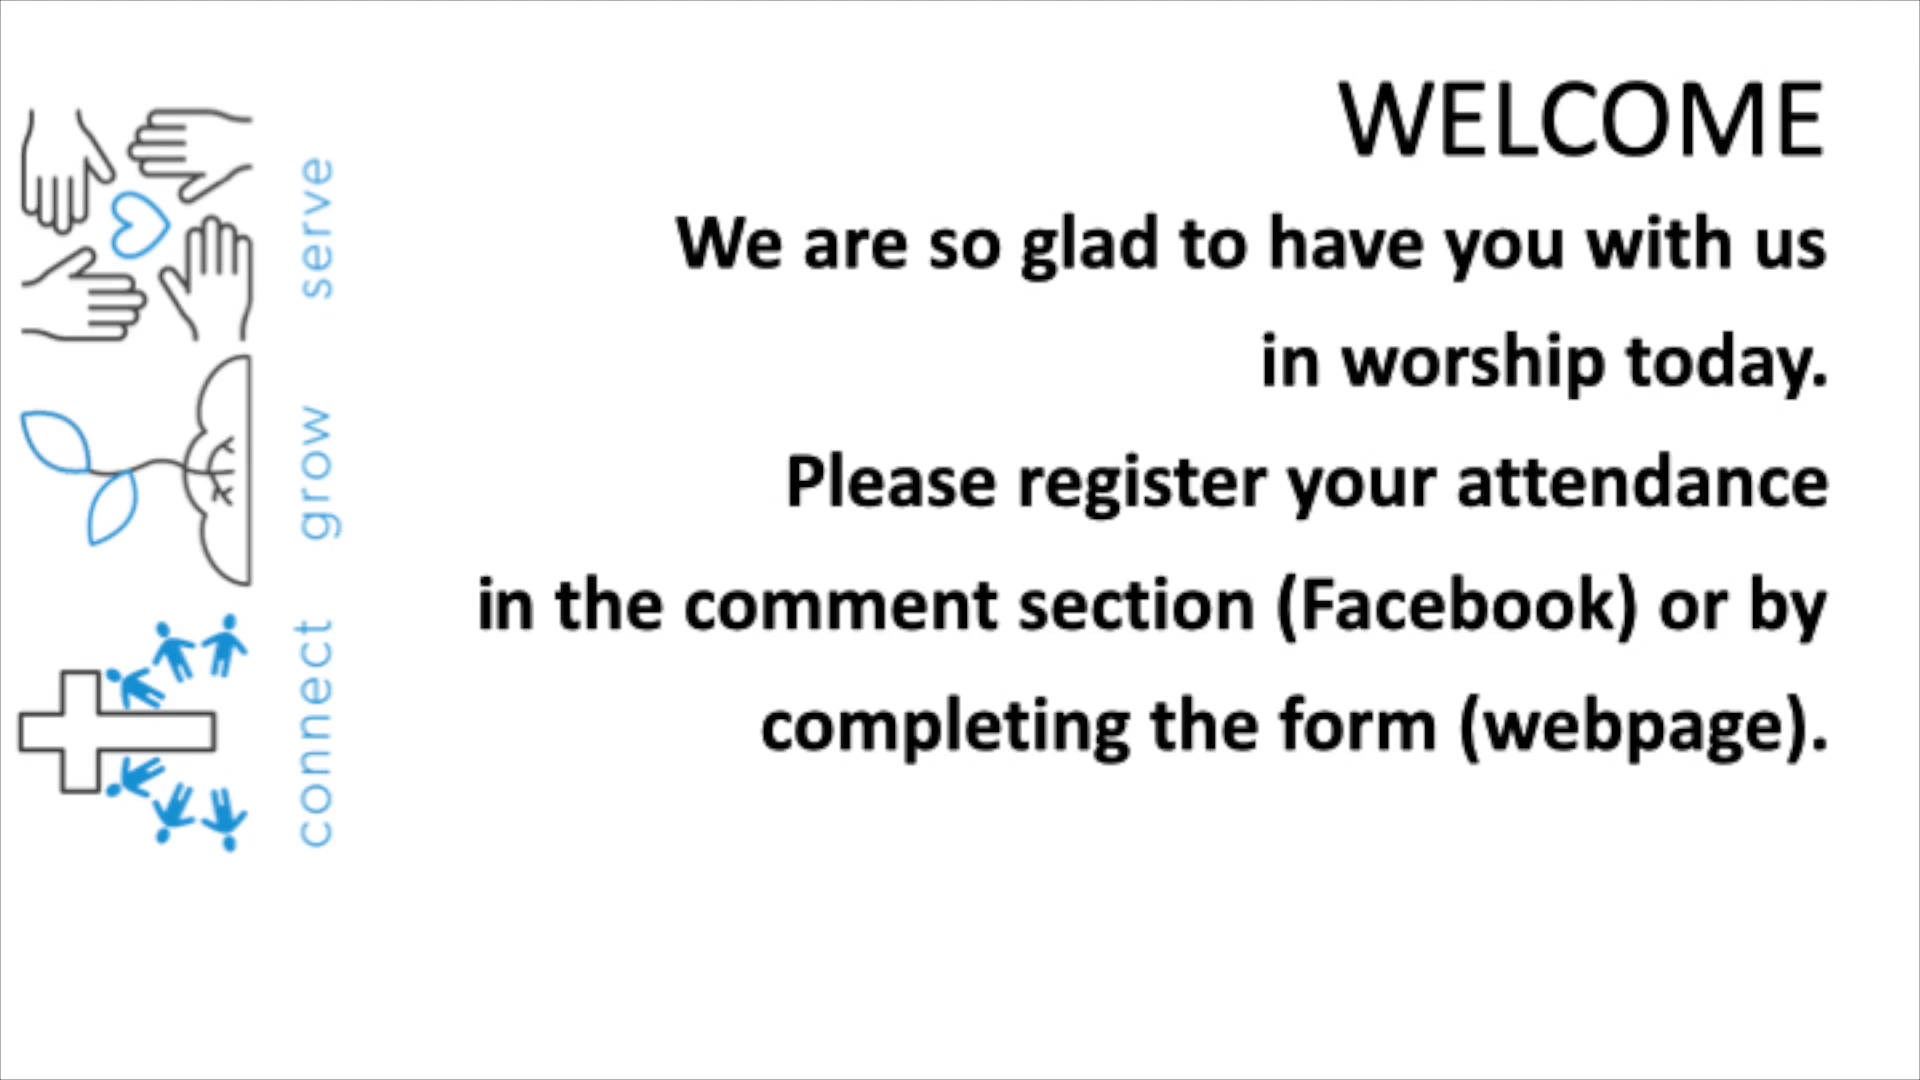 WELCOME
We are so glad to have you with us
in worship today.
Please register your attendance
in the comment section (Facebook) or by
completing the form (webpage).
serve
grow
connect